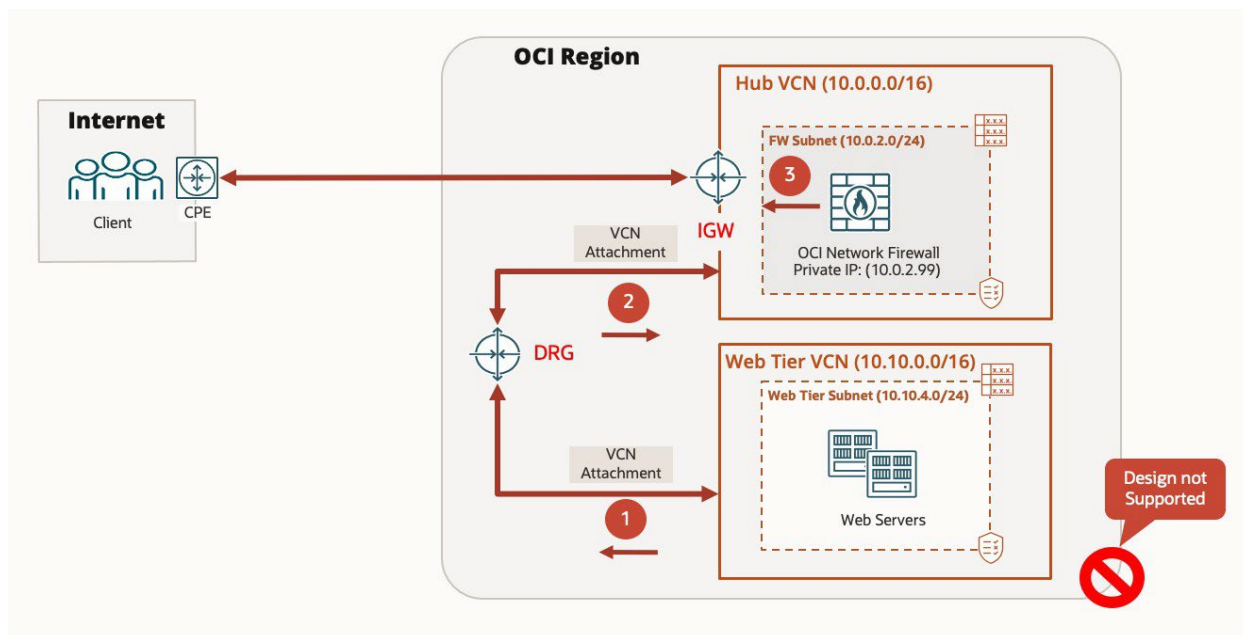 OCI Region
Internet
Client
CPE
Hub VCN (10.0.0.0/16)
FW Subnet (10.0.2.0/24)
x.x.x
x.x.x
x.x.x
3
IGW
OCI Network Firewall
Private IP: (10.0.2.99)
VCN
Attachment
2
DRG
Web Tier VCN (10.10.0.0/16)
Web Tier Subnet (10.10.4.0/24)
x.x.x
x.x.x
x.x.x
Web Servers
VCN
Attachment
1
Design not
Supported